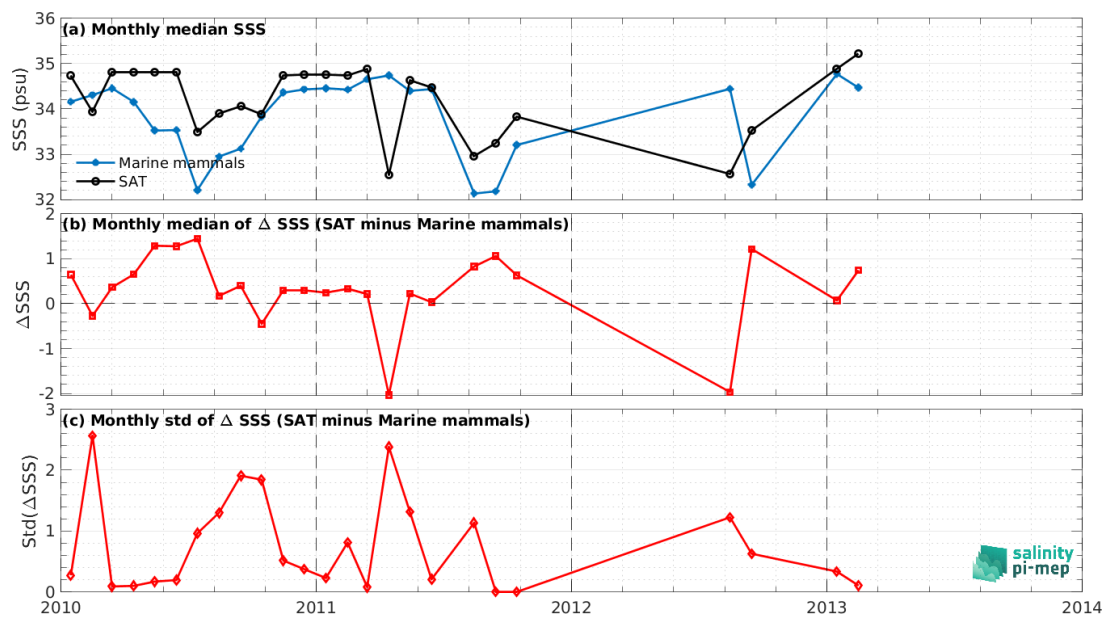 (a) Monthly median SSS
SSS (psu)
36
35
34
33
32
Marine mammals
SAT
(b) Monthly median of Δ SSS (SAT minus Marine mammals)
ΔSSS
2
1
0
-1
-2
(c) Monthly std of Δ SSS (SAT minus Marine mammals)
Std(ΔSSS)
3
2
1
0
2010 2011 2012 2013 2014
salinity
pi-mep